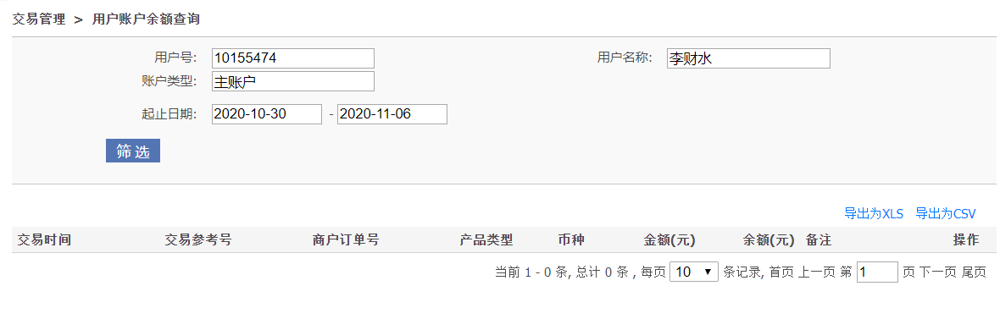 交易管理 > 用户账户余额查询
用户号: 10155474 用户名称: 李财水
账户类型: 主账户
起止日期: 2020-10-30 - 2020-11-06
筛 选
导出为XLS 导出为CSV
交易时间 交易参考号 商户订单号 产品类型 币种 金额(元) 余额(元) 备注 操作
当前 1 - 0 条, 总计 0 条 , 每页 10 条记录, 首页 上一页 第 1 页 下一页 尾页